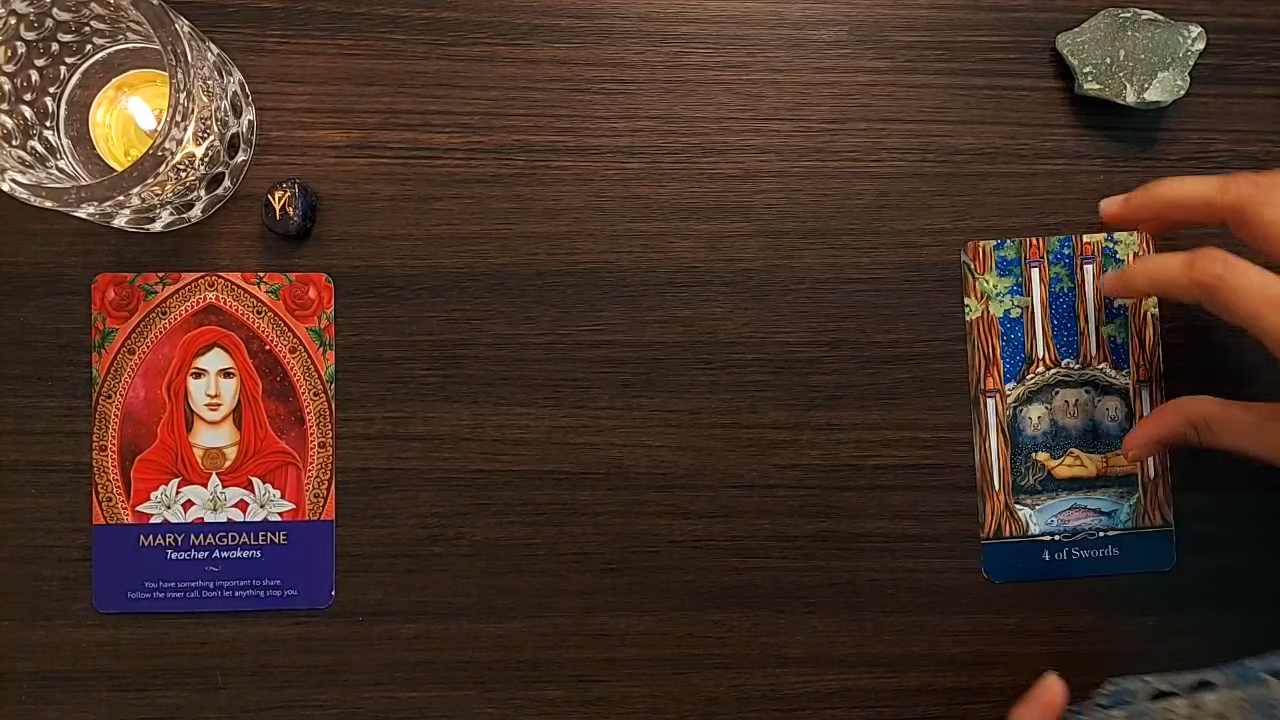 MARY MAGDALENE
Teacher Awakens
You have something important to share.
Follow the inner call. Don't let anything stop you.
4 of Swords